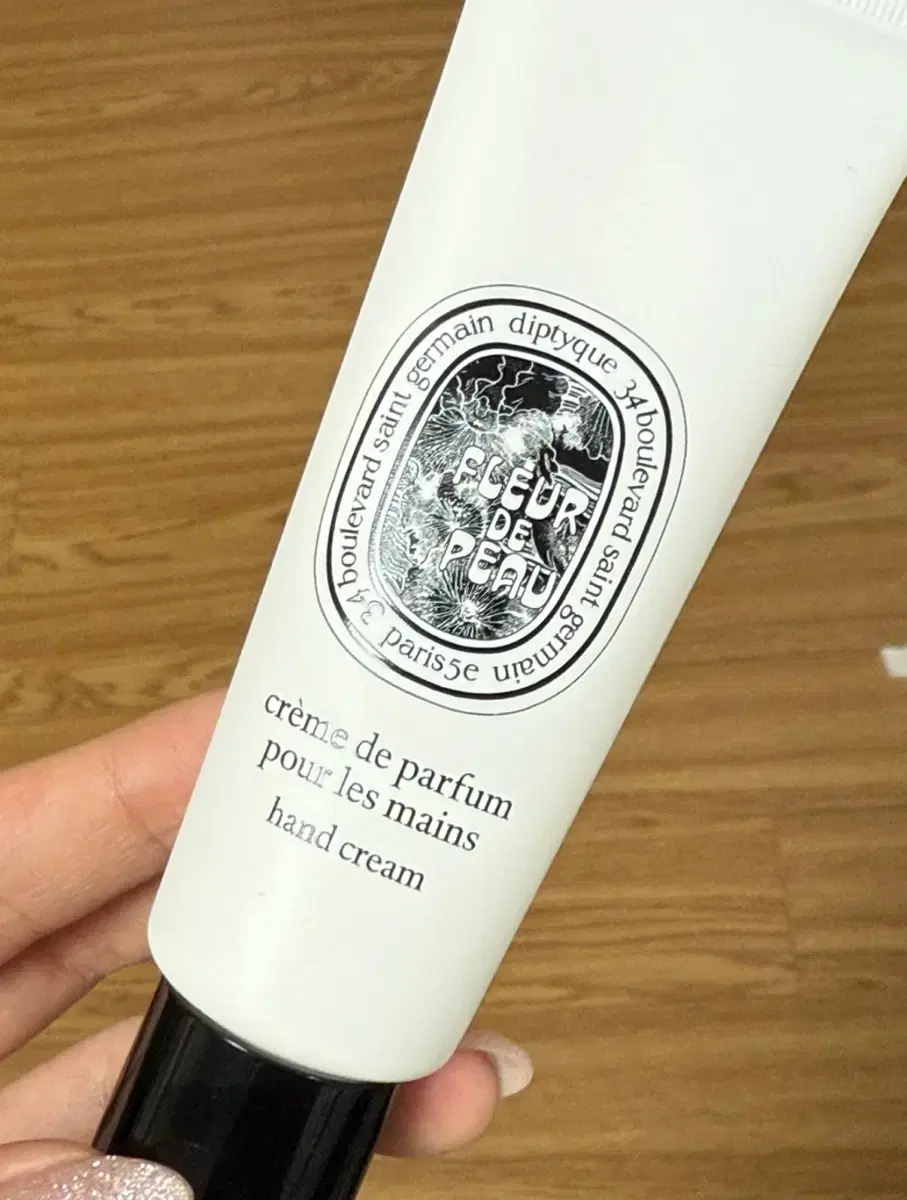 diptyque 34 boulevard saint germain paris5e 34 boulevard saint germain
FLEUR
DE
PEAU
crème de parfum
pour les mains
hand cream